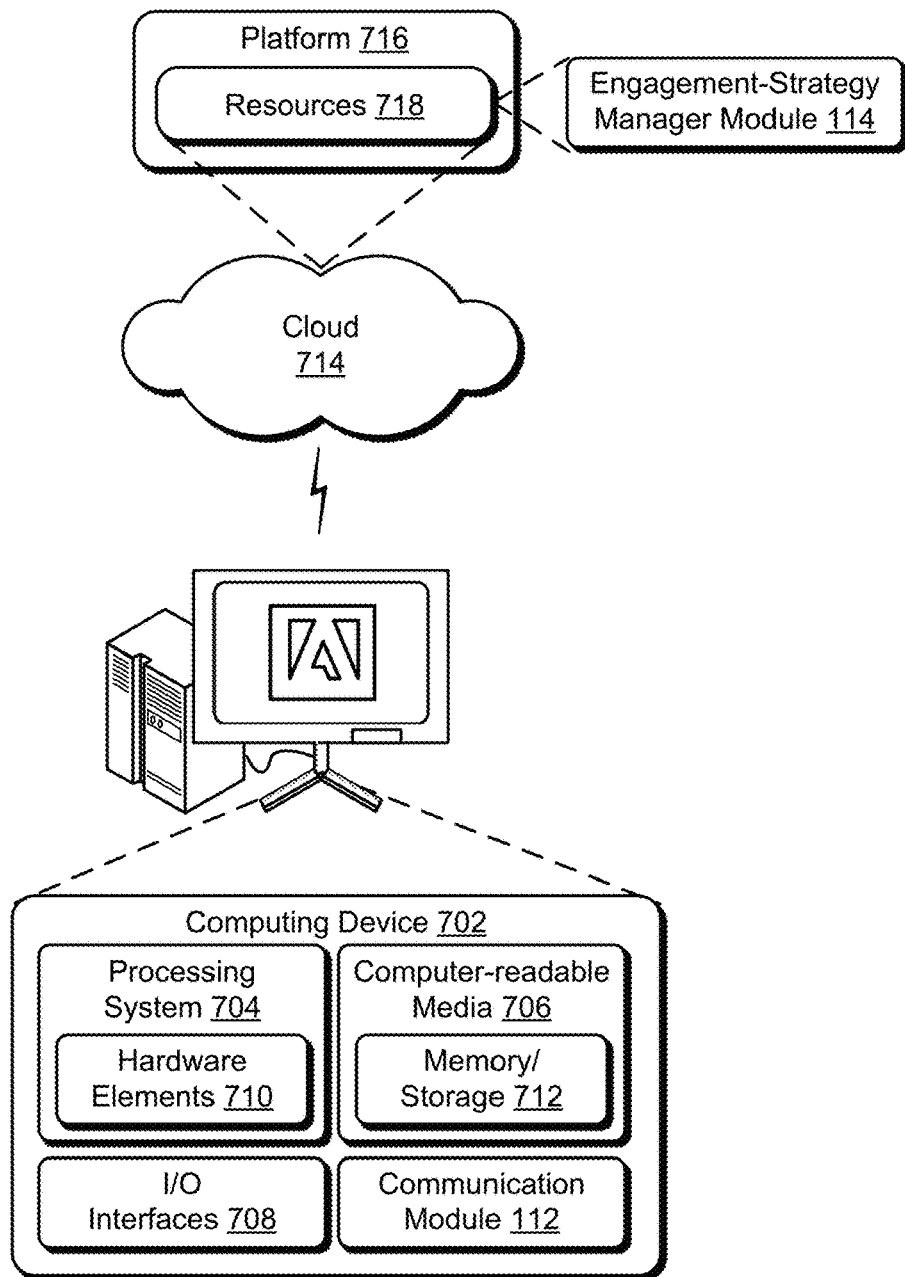 Platform 716
Resources 718
Engagement-Strategy
Manager Module 114
Cloud
714
Computing Device 702
Processing
System 704
Hardware
Elements 710
Computer-readable
Media 706
Memory/
Storage 712
I/O
Interfaces 708
Communication
Module 112